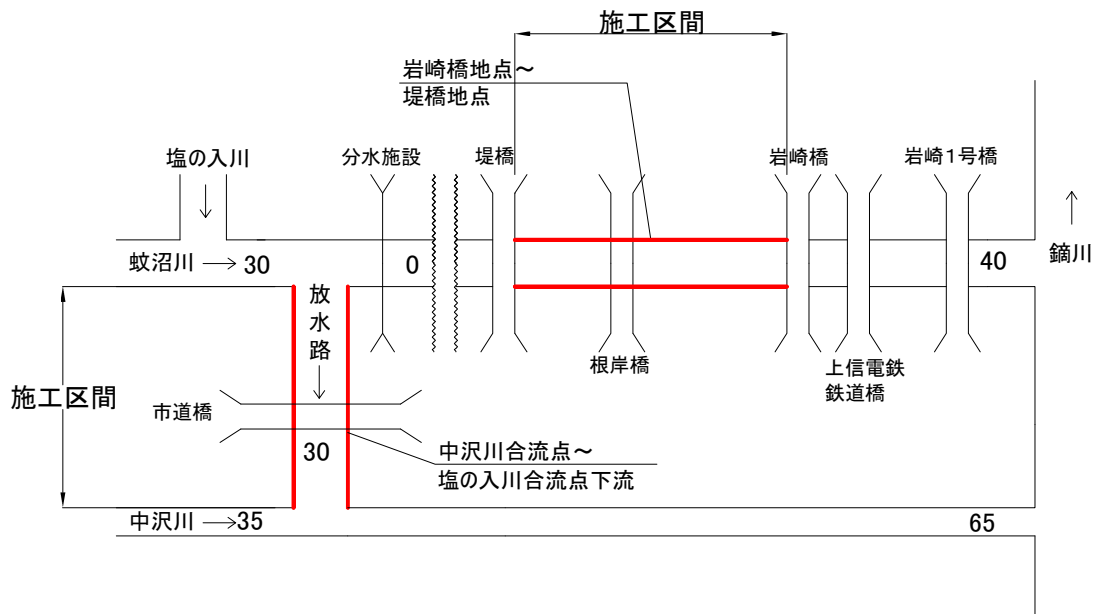 施工区間
岩崎橋地点～
堤橋地点
塩の入川
分水施設
堤橋
岩崎橋
岩崎１号橋
蚊沼川
30
0
40
鏑川
放水路
根岸橋
上信電鉄
鉄道橋
施工区間
市道橋
30
中沢川合流点～
塩の入川合流点下流
中沢川
35
65